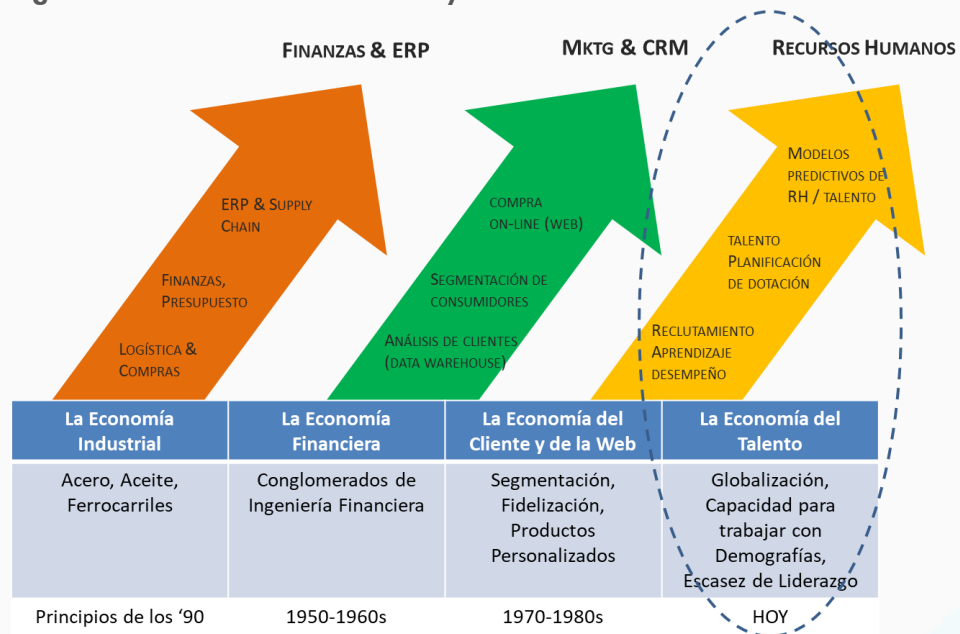 FINANZAS & ERP
MKTG & CRM
RECURSOS HUMANOS
ERP & SUPPLY
CHAIN
FINANZAS,
PRESUPUESTO
LOGÍSTICA &
COMPRAS
COMPRA
ON-LINE (WEB)
SEGMENTACIÓN DE
CONSUMIDORES
ANÁLISIS DE CLIENTES
(DATA WAREHOUSE)
MODELOS
PREDICTIVOS DE
RH / TALENTO
TALENTO
PLANIFICACIÓN
DE DOTACIÓN
RECLUTAMIENTO
APRENDIZAJE
DESEMPEÑO
La Economía
Industrial
La Economía
Financiera
La Economía del
Cliente y de la Web
La Economía del
Talento
Acero, Aceite,
Ferrocarriles
Conglomerados de
Ingeniería Financiera
Segmentación,
Fidelización,
Productos
Personalizados
Globalización,
Capacidad para
trabajar con
Demografías,
Escasez de Liderazgo
Principios de los ‘90
1950-1960s
1970-1980s
HOY